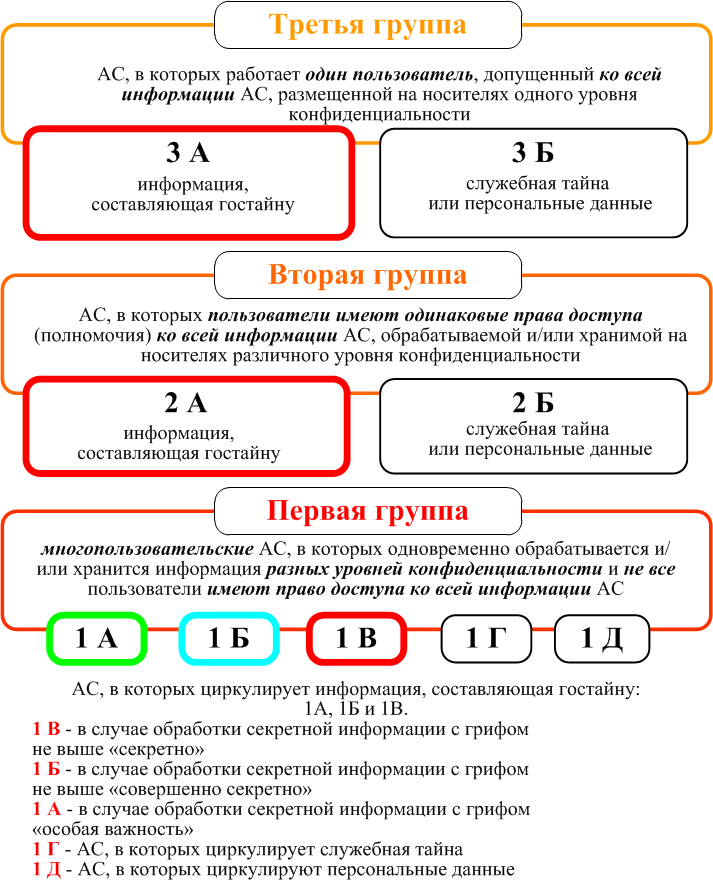 Третья группа
АС, в которых работает один пользователь, допущенный ко всей
информации АС, размещенной на носителях одного уровня
конфиденциальности
3 А
информация,
составляющая гостайну
3 Б
служебная тайна
или персональные данные
Вторая группа
АС, в которых пользователи имеют одинаковые права доступа
(полномочия) ко всей информации АС, обрабатываемой и/или хранимой на
носителях различного уровня конфиденциальности
2 А
информация,
составляющая гостайну
2 Б
служебная тайна
или персональные данные
Первая группа
многопользовательские АС, в которых одновременно обрабатывается и/
или хранится информация разных уровней конфиденциальности и не все
пользователи имеют право доступа ко всей информации АС
1 А
1 Б
1 В
1 Г
1 Д
АС, в которых циркулирует информация, составляющая гостайну:
1А, 1Б и 1В.
1 В - в случае обработки секретной информации с грифом
не выше «секретно»
1 Б - в случае обработки секретной информации с грифом
не выше «совершенно секретно»
1 А - в случае обработки секретной информации с грифом
«особая важность»
1 Г - АС, в которых циркулирует служебная тайна
1 Д - АС, в которых циркулируют персональные данные